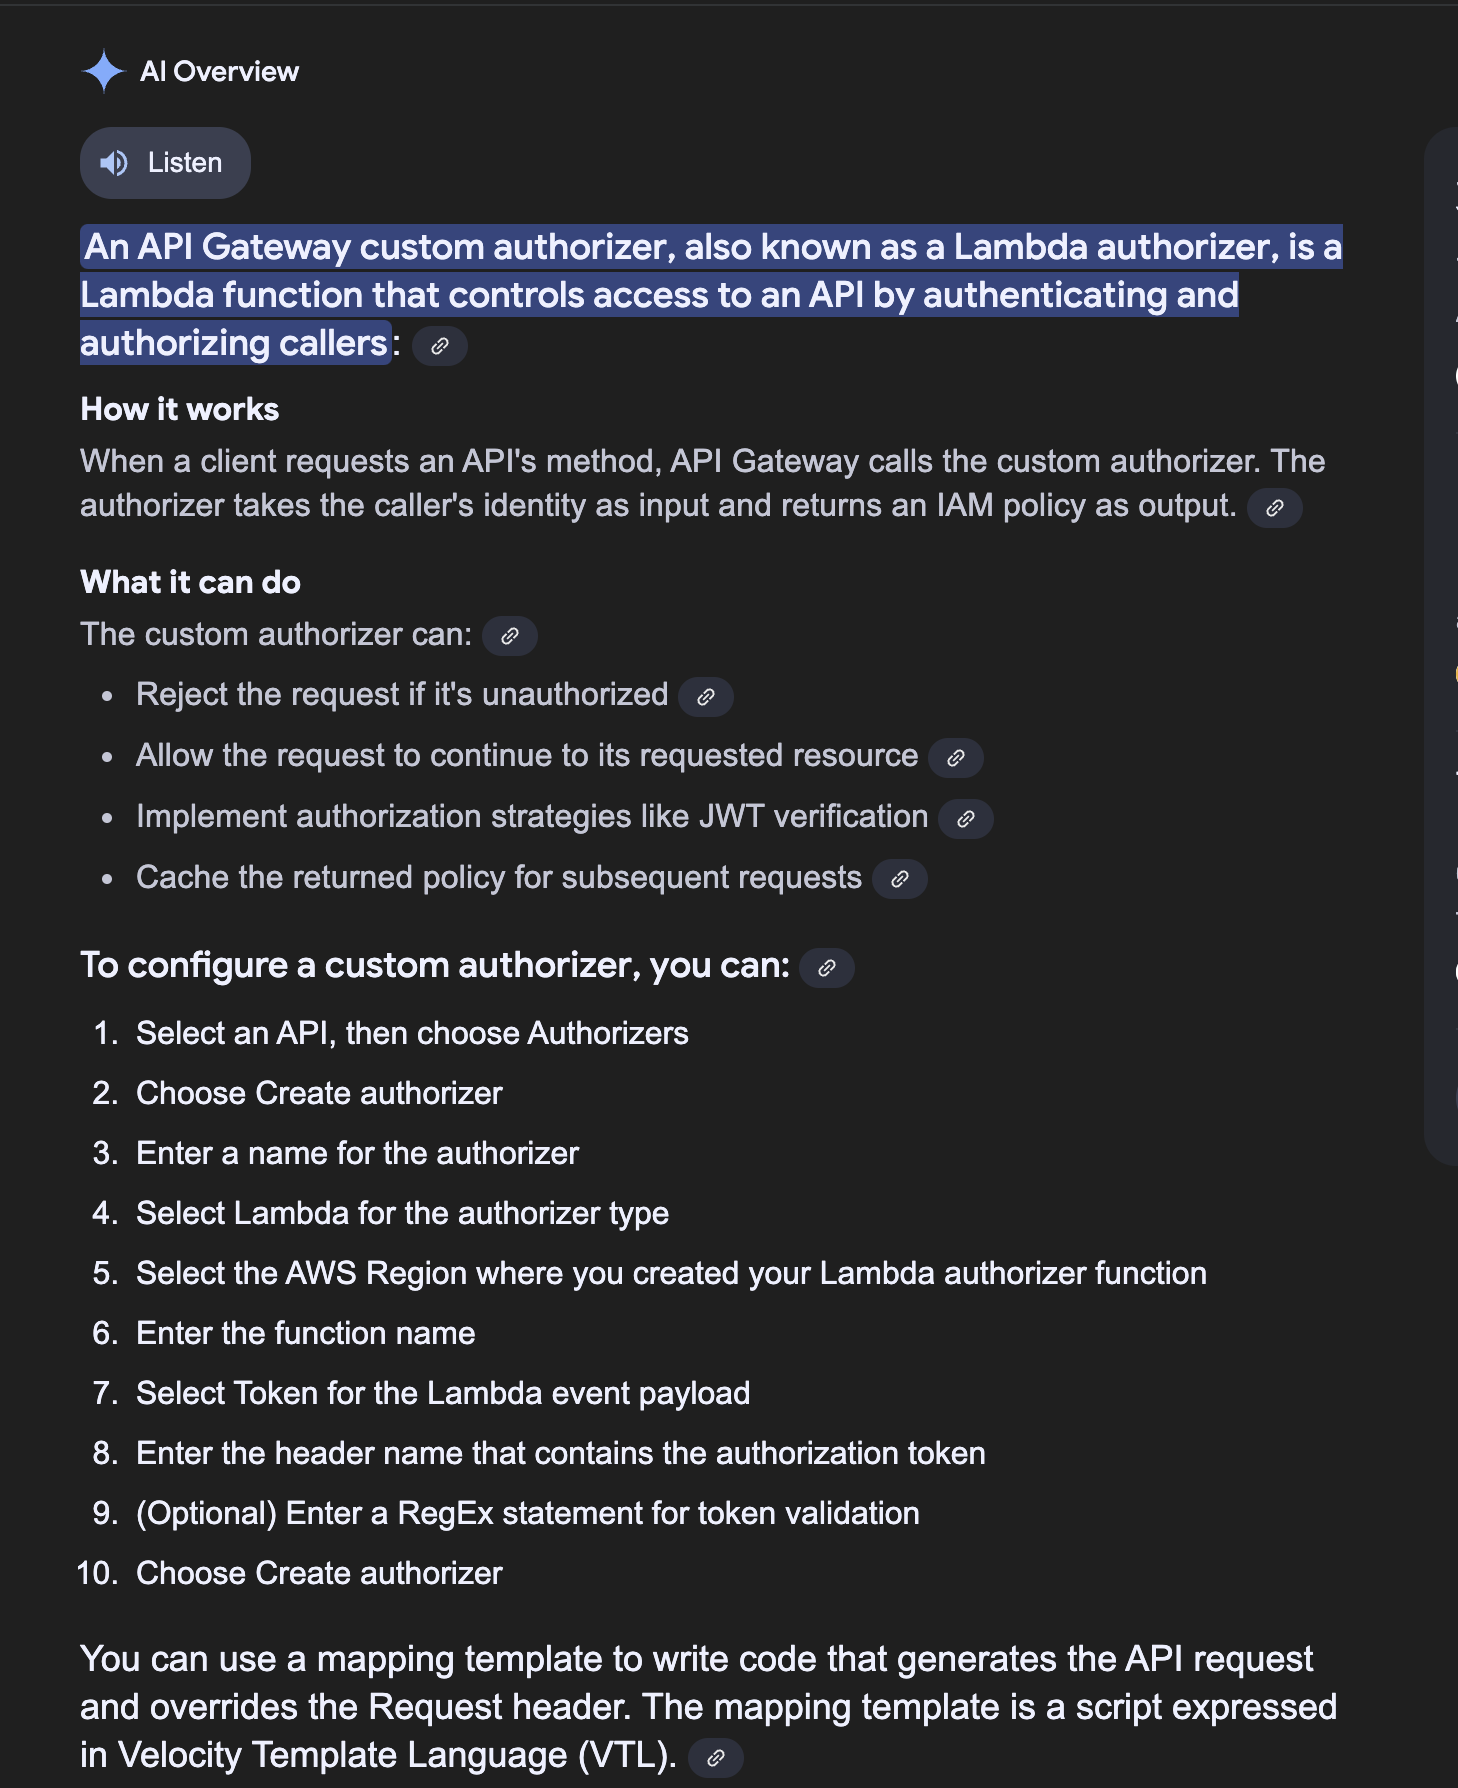 AI Overview
Listen
An API Gateway custom authorizer, also known as a Lambda authorizer, is a
Lambda function that controls access to an API by authenticating and
authorizing callers:
How it works
When a client requests an API's method, API Gateway calls the custom authorizer. The
authorizer takes the caller's identity as input and returns an IAM policy as output.
What it can do
The custom authorizer can:
• Reject the request if it's unauthorized
• Allow the request to continue to its requested resource
• Implement authorization strategies like JWT verification
• Cache the returned policy for subsequent requests
To configure a custom authorizer, you can:
1. Select an API, then choose Authorizers
2. Choose Create authorizer
3. Enter a name for the authorizer
4. Select Lambda for the authorizer type
5. Select the AWS Region where you created your Lambda authorizer function
6. Enter the function name
7. Select Token for the Lambda event payload
8. Enter the header name that contains the authorization token
9. (Optional) Enter a RegEx statement for token validation
10. Choose Create authorizer
You can use a mapping template to write code that generates the API request
and overrides the Request header. The mapping template is a script expressed
in Velocity Template Language (VTL).